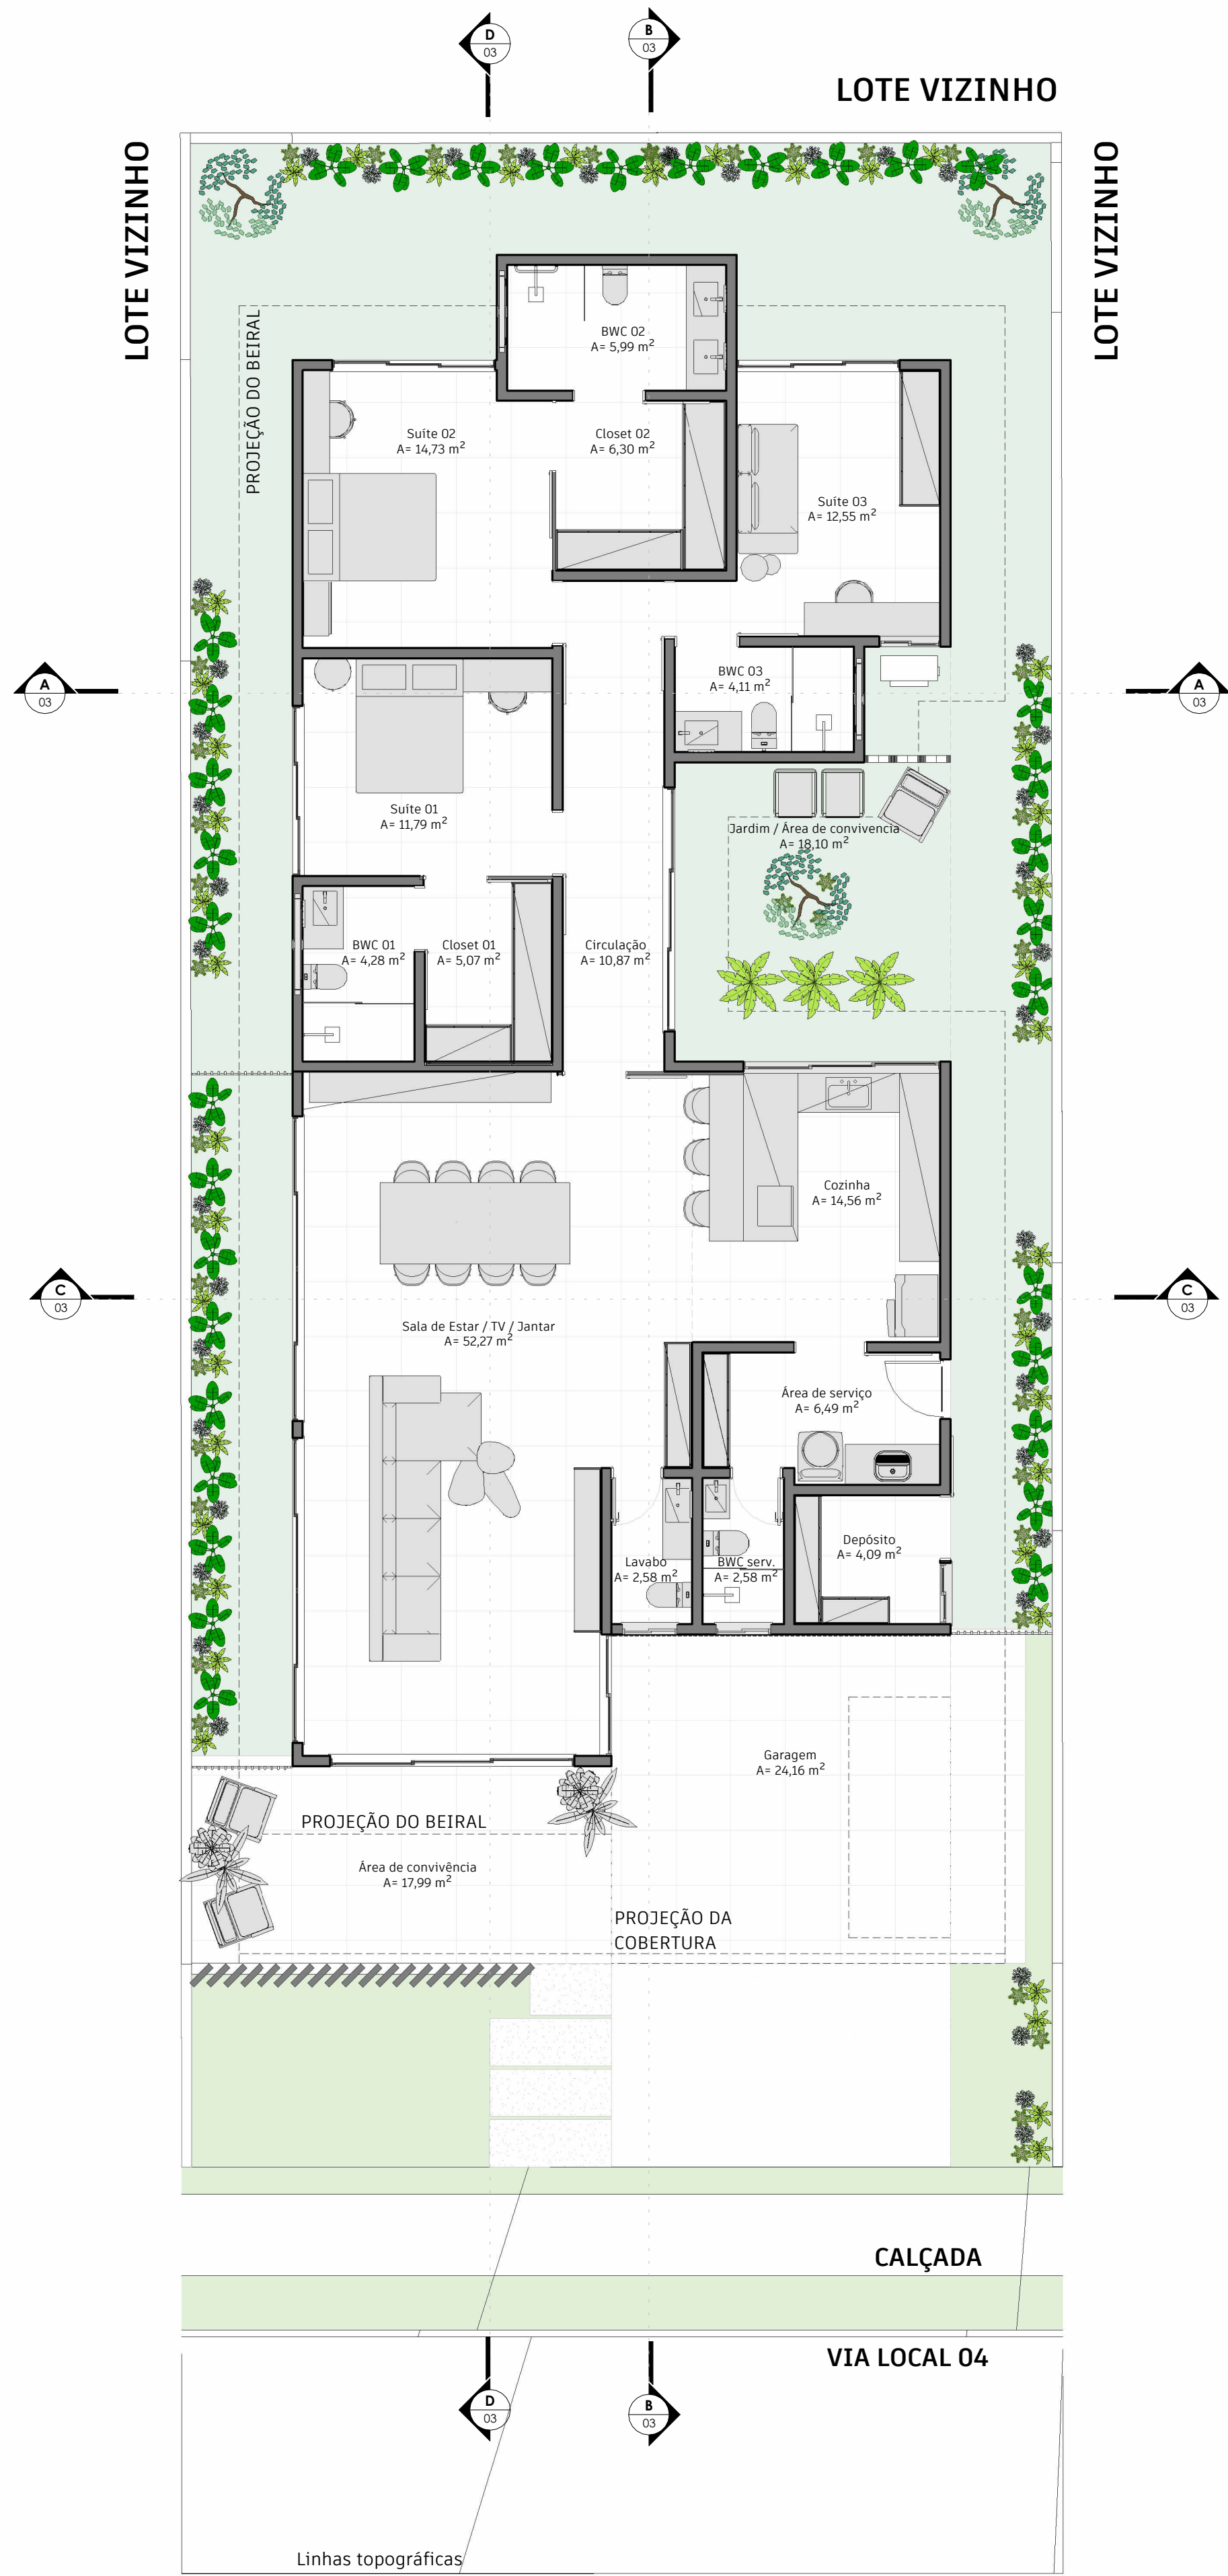 D
03
B
03
LOTE VIZINHO
LOTE VIZINHO
LOTE VIZINHO
PROJEÇÃO DO BEIRAL
BWC 02
A= 5,99 m²
Suíte 02
A= 14,73 m²
Closet 02
A= 6,30 m²
Suíte 03
A= 12,55 m²
A
03
BWC 03
A= 4,11 m²
A
03
Suíte 01
A= 11,79 m²
Jardim / Área de convivencia
A= 18,10 m²
BWC 01
A= 4,28 m²
Closet 01
A= 5,07 m²
Circulação
A= 10,87 m²
Cozinha
A= 14,56 m²
C
03
C
03
Sala de Estar / TV / Jantar
A= 52,27 m²
Área de serviço
A= 6,49 m²
Depósito
A= 4,09 m²
Lavabo
A= 2,58 m²
BWC serv.
A= 2,58 m²
Garagem
A= 24,16 m²
PROJEÇÃO DO BEIRAL
Área de convivência
A= 17,99 m²
PROJEÇÃO DA
COBERTURA
CALÇADA
VIA LOCAL 04
D
03
B
03
Linhas topográficas